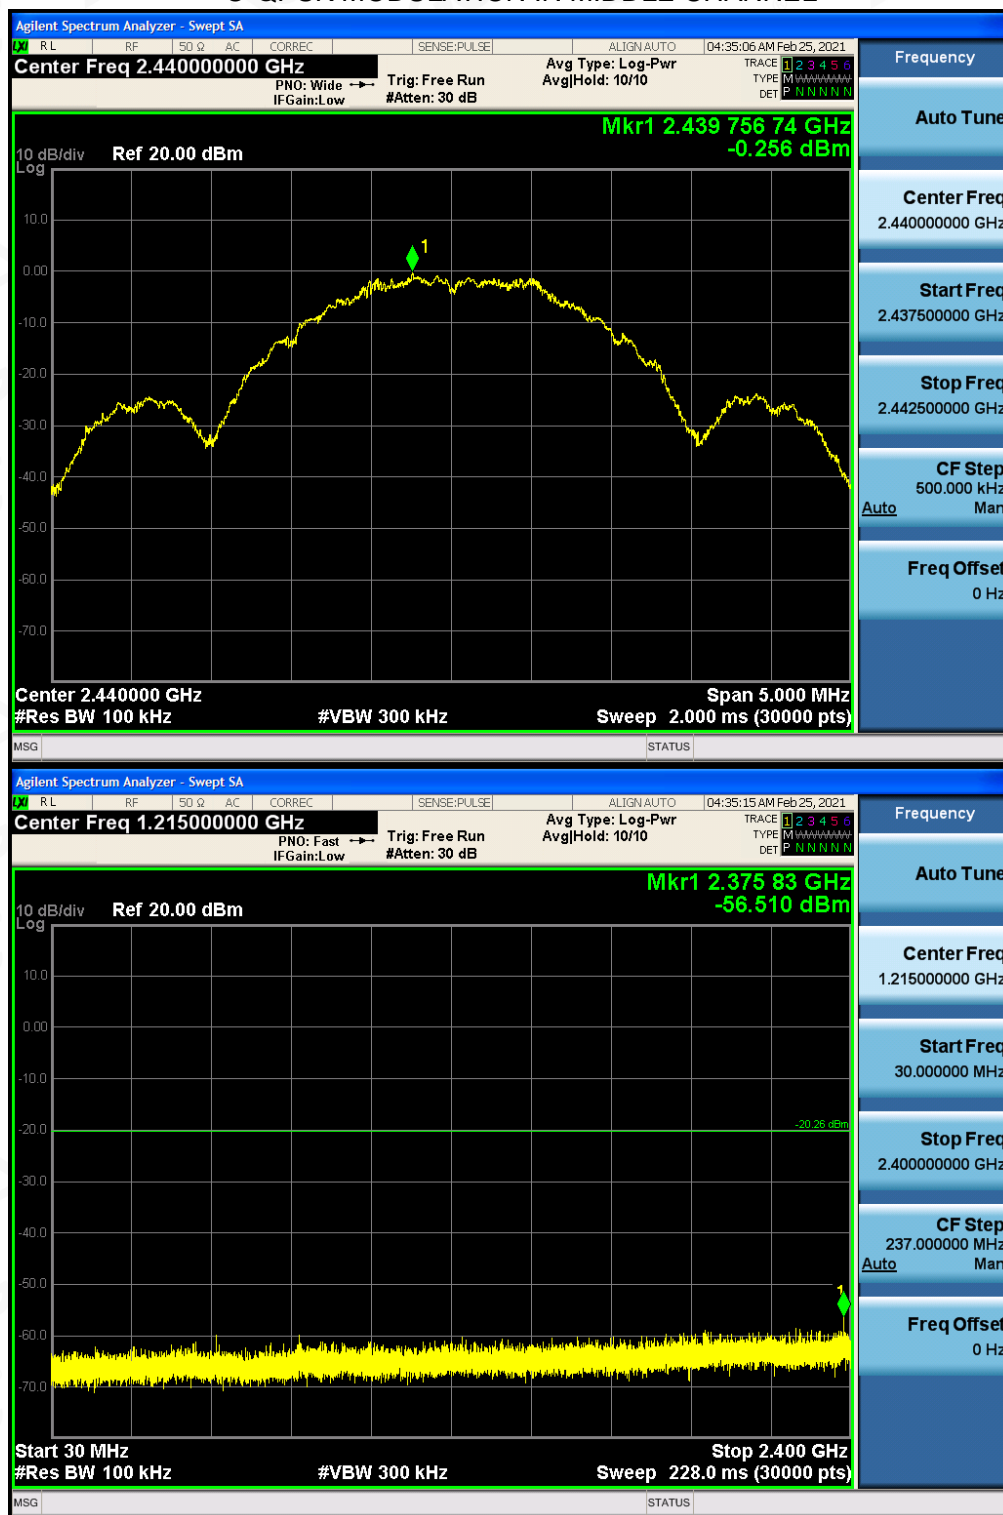 MODULATION IN MIDDLE CHANNEL
Agilent Spectrum Analyzer - Swept SA
LXI RL RF 50 Ω AC CORREC SENSE:PULSE ALIGN AUTO 04:35:06 AM Feb 25, 2021
Center Freq 2.440000000 GHz
PNO: Wide
IFGain:Low
Trig: Free Run
#Atten: 30 dB
Avg Type: Log-Pwr
Avg|Hold: 10/10
TRACE 1 2 3 4 5 6
TYPE M WWWWW
DET P N N N N N
Mkr1 2.439 756 74 GHz
-0.256 dBm
10 dB/div Ref 20.00 dBm
Log
10.0
1
0.00
-10.0
-20.0
-30.0
-40.0
-50.0
-60.0
-70.0
Center 2.440000 GHz Span 5.000 MHz
#Res BW 100 kHz #VBW 300 kHz Sweep 2.000 ms (30000 pts)
MSG STATUS
Frequency
Auto Tune
Center Freq
2.440000000 GHz
Start Freq
2.437500000 GHz
Stop Freq
2.442500000 GHz
CF Step
500.000 kHz
Auto Man
Freq Offset
0 Hz
Agilent Spectrum Analyzer - Swept SA
LXI RL RF 50 Ω AC CORREC SENSE:PULSE ALIGN AUTO 04:35:15 AM Feb 25, 2021
Center Freq 1.215000000 GHz
PNO: Fast
IFGain:Low
Trig: Free Run
#Atten: 30 dB
Avg Type: Log-Pwr
Avg|Hold: 10/10
TRACE 1 2 3 4 5 6
TYPE M WWWWW
DET P N N N N N
Mkr1 2.375 83 GHz
-56.510 dBm
10 dB/div Ref 20.00 dBm
Log
10.0
0.00
-10.0
-20.0
-20.26 dBm
-30.0
-40.0
-50.0
1
-60.0
-70.0
Start 30 MHz Stop 2.400 GHz
#Res BW 100 kHz #VBW 300 kHz Sweep 228.0 ms (30000 pts)
MSG STATUS
Frequency
Auto Tune
Center Freq
1.215000000 GHz
Start Freq
30.000000 MHz
Stop Freq
2.400000000 GHz
CF Step
237.000000 MHz
Auto Man
Freq Offset
0 Hz